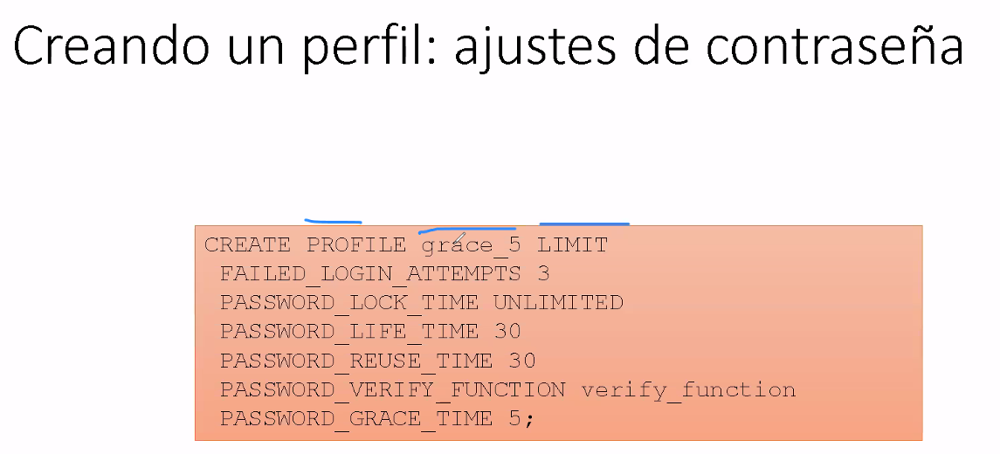 Creando un perfil: ajustes de contraseña
CREATE PROFILE grace_5 LIMIT
FAILED_LOGIN_ATTEMPTS 3
PASSWORD_LOCK_TIME UNLIMITED
PASSWORD_LIFE_TIME 30
PASSWORD_REUSE_TIME 30
PASSWORD_VERIFY_FUNCTION verify_function
PASSWORD_GRACE_TIME 5;